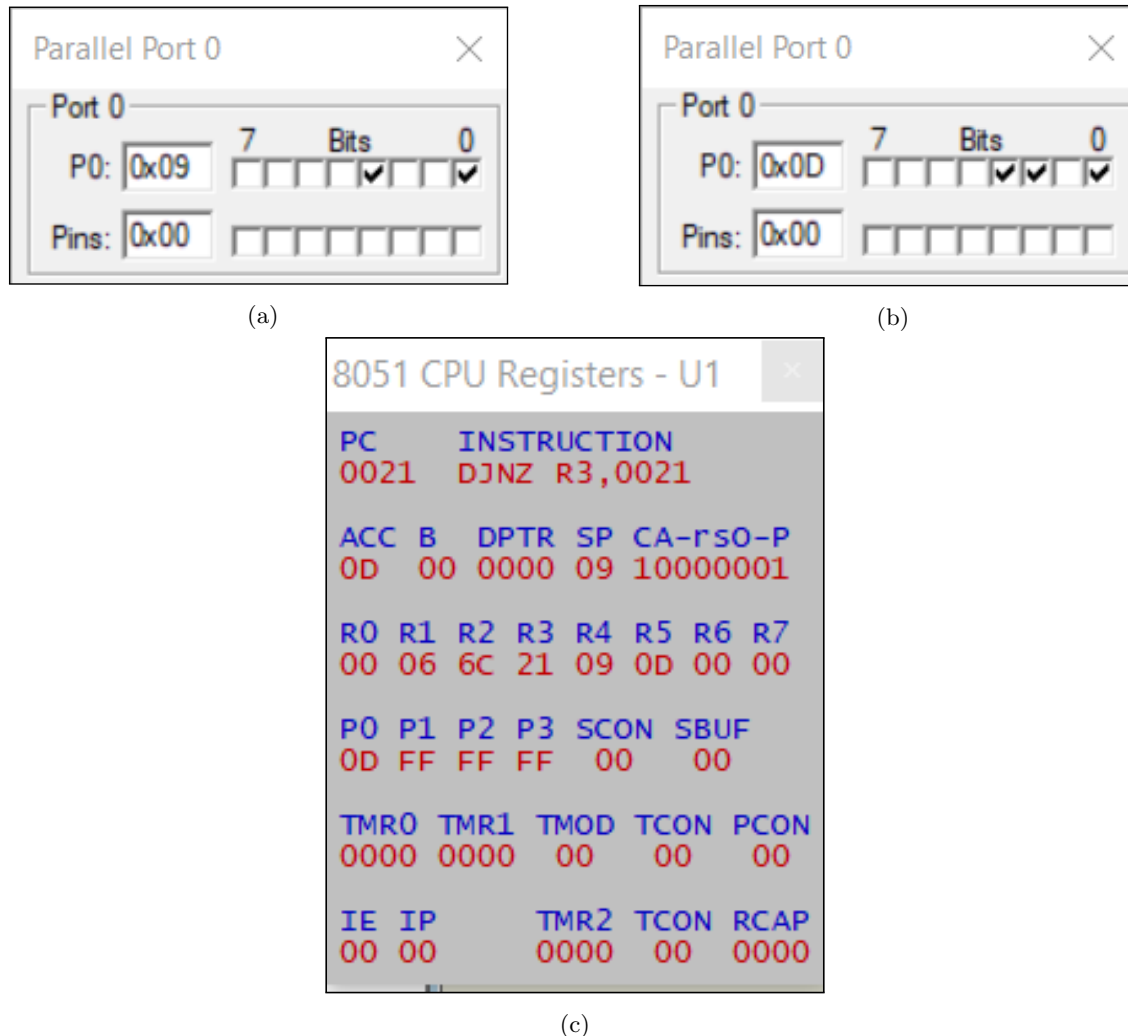 Parallel Port 0
Port 0
7 Bits 0
P0: 0x09
Pins: 0x00
(a)
Parallel Port 0
Port 0
7 Bits 0
P0: 0x0D
Pins: 0x00
(b)
8051 CPU Registers - U1
PC INSTRUCTION
0021 DJNZ R3,0021
ACC B DPTR SP CA-rsO-P
0D 00 0000 09 10000001
R0 R1 R2 R3 R4 R5 R6 R7
00 06 6C 21 09 0D 00 00
P0 P1 P2 P3 SCON SBUF
0D FF FF FF 00 00
TMR0 TMR1 TMOD TCON PCON
0000 0000 00 00 00
IE IP TMR2 TCON RCAP
00 00 0000 00 0000
(c)